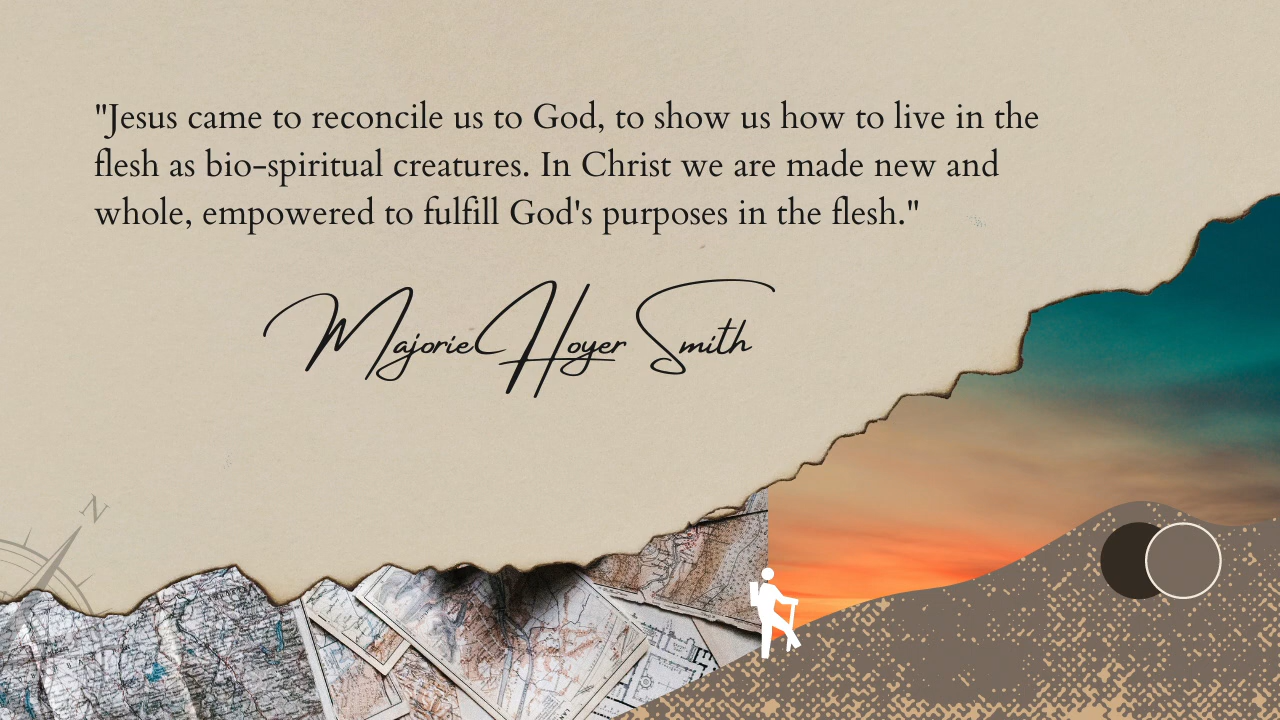 "Jesus came to reconcile us to God, to show us how to live in the
flesh as bio-spiritual creatures. In Christ we are made new and
whole, empowered to fulfill God's purposes in the flesh."
Majorie Hoyer Smith
N